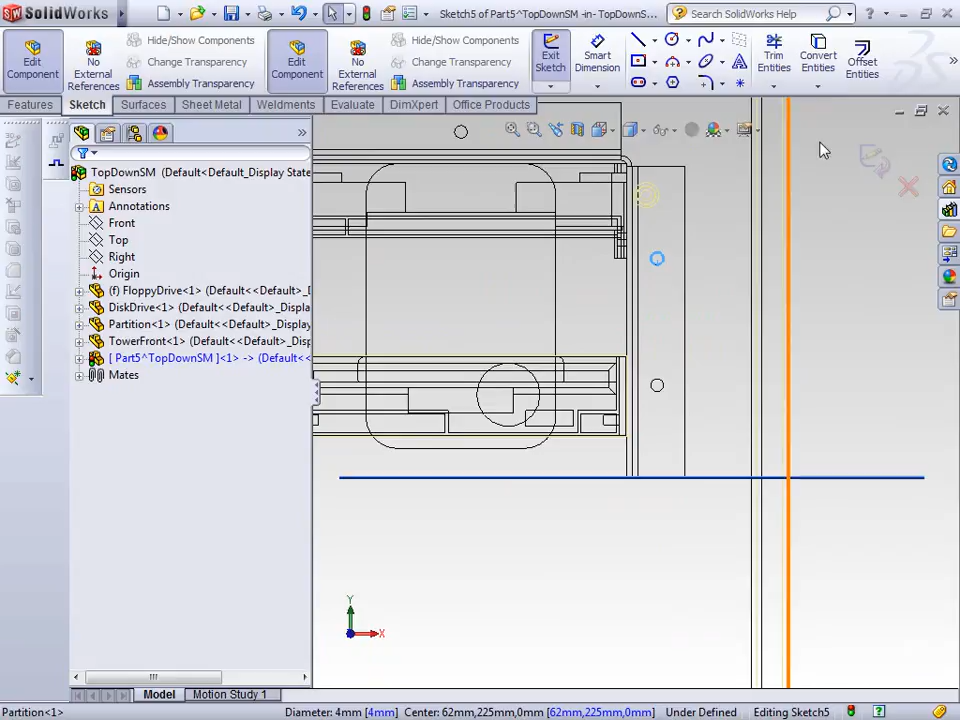 SolidWorks
Sketch5 of Part5^TopDownSM -in- TopDownS...
Search SolidWorks Help
Edit Component
No External References
Hide/Show Components
Change Transparency
Assembly Transparency
Edit Component
No External References
Hide/Show Components
Change Transparency
Assembly Transparency
Exit Sketch
Smart Dimension
Trim Entities
Convert Entities
Offset Entities
Features
Sketch
Surfaces
Sheet Metal
Weldments
Evaluate
DimXpert
Office Products
TopDownSM (Default<Default_Display State
Sensors
Annotations
Front
Top
Right
Origin
(f) FloppyDrive<1> (Default<<Default>_D
DiskDrive<1> (Default<<Default>_Displa
Partition<1> (Default<<Default>_Display
TowerFront<1> (Default<<Default>_Disp
[ Part5^TopDownSM ]<1> -> (Default<<
Mates
Y
X
Model
Motion Study 1
Partition<1>
Diameter: 4mm [4mm]
Center: 62mm,225mm,0mm [62mm,225mm,0mm]
Under Defined
Editing Sketch5